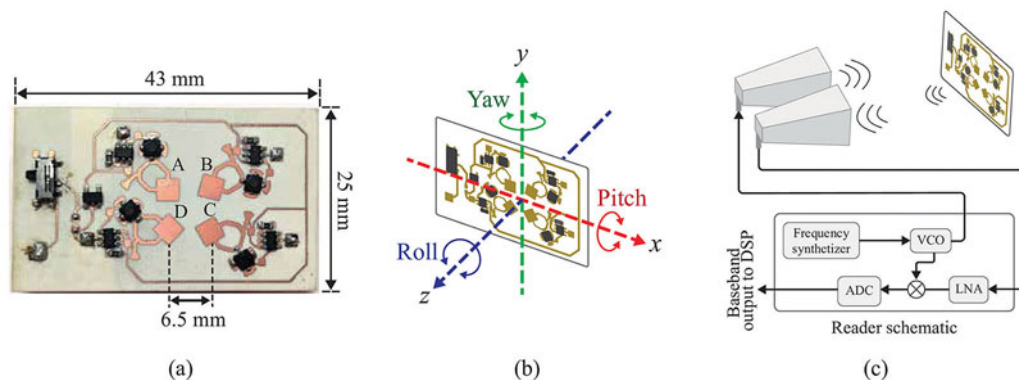 43 mm
A
B
D
C
25 mm
6.5 mm
(a)
y
Yaw
Pitch
x
Roll
z
(b)
Frequency
synthetizer
VCO
ADC
LNA
Baseband
output to DSP
Reader schematic
(c)